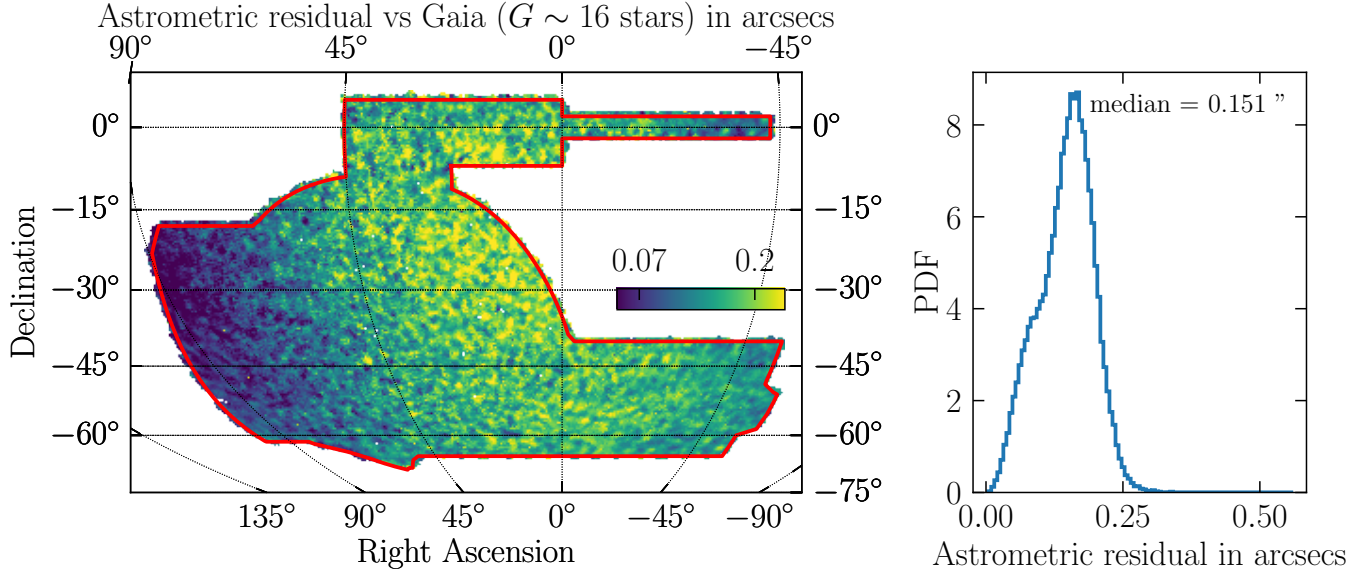 Astrometric residual vs Gaia (G ∼ 16 stars) in arcsecs
90° 45° 0° −45°
0° 0°
−15° −15°
−30° −30°
−45° −45°
−60° −60°
−75°
Declination
0.07 0.2
135° 90° 45° 0° −45° −90°
Right Ascension
median = 0.151 ”
PDF
8
6
4
2
0
0.00 0.25 0.50
Astrometric residual in arcsecs